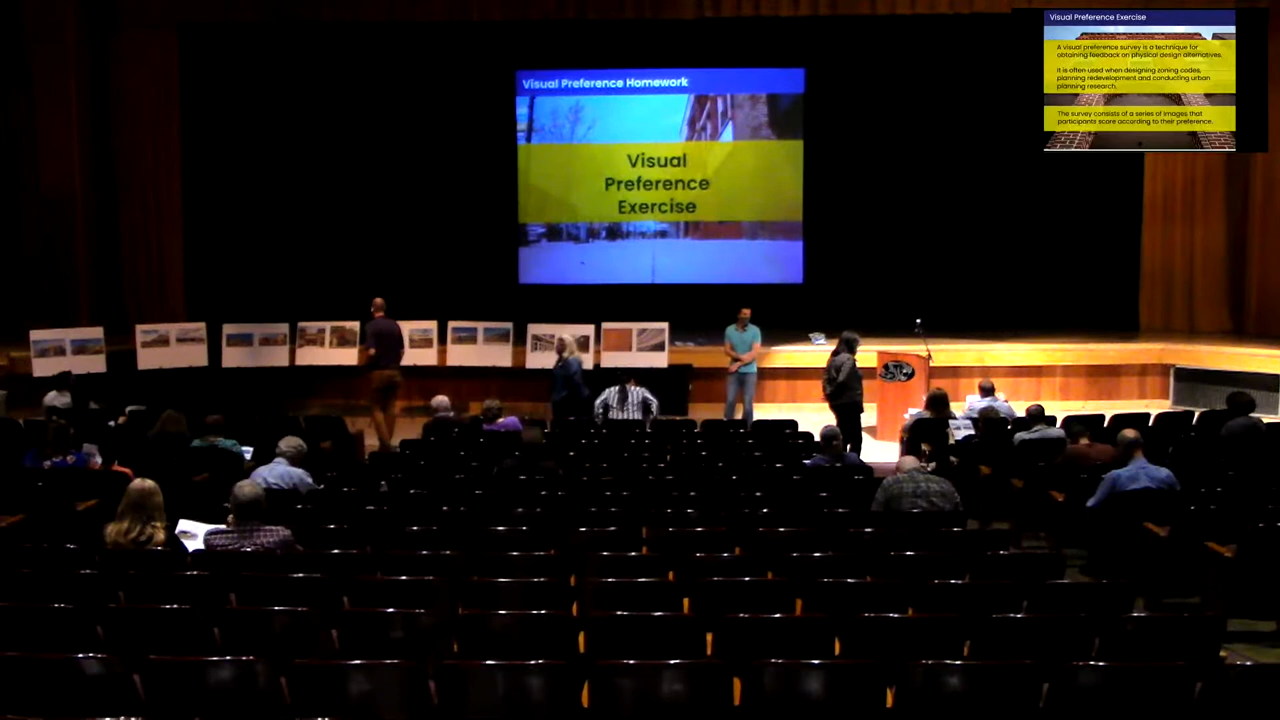 Visual Preference Homework
Visual
Preference
Exercise
Visual Preference Exercise
A visual preference survey is a technique for
obtaining feedback on physical design alternatives.
It is often used when designing zoning codes,
planning redevelopment and conducting urban
planning research.
The survey consists of a series of images that
participants score according to their preference.